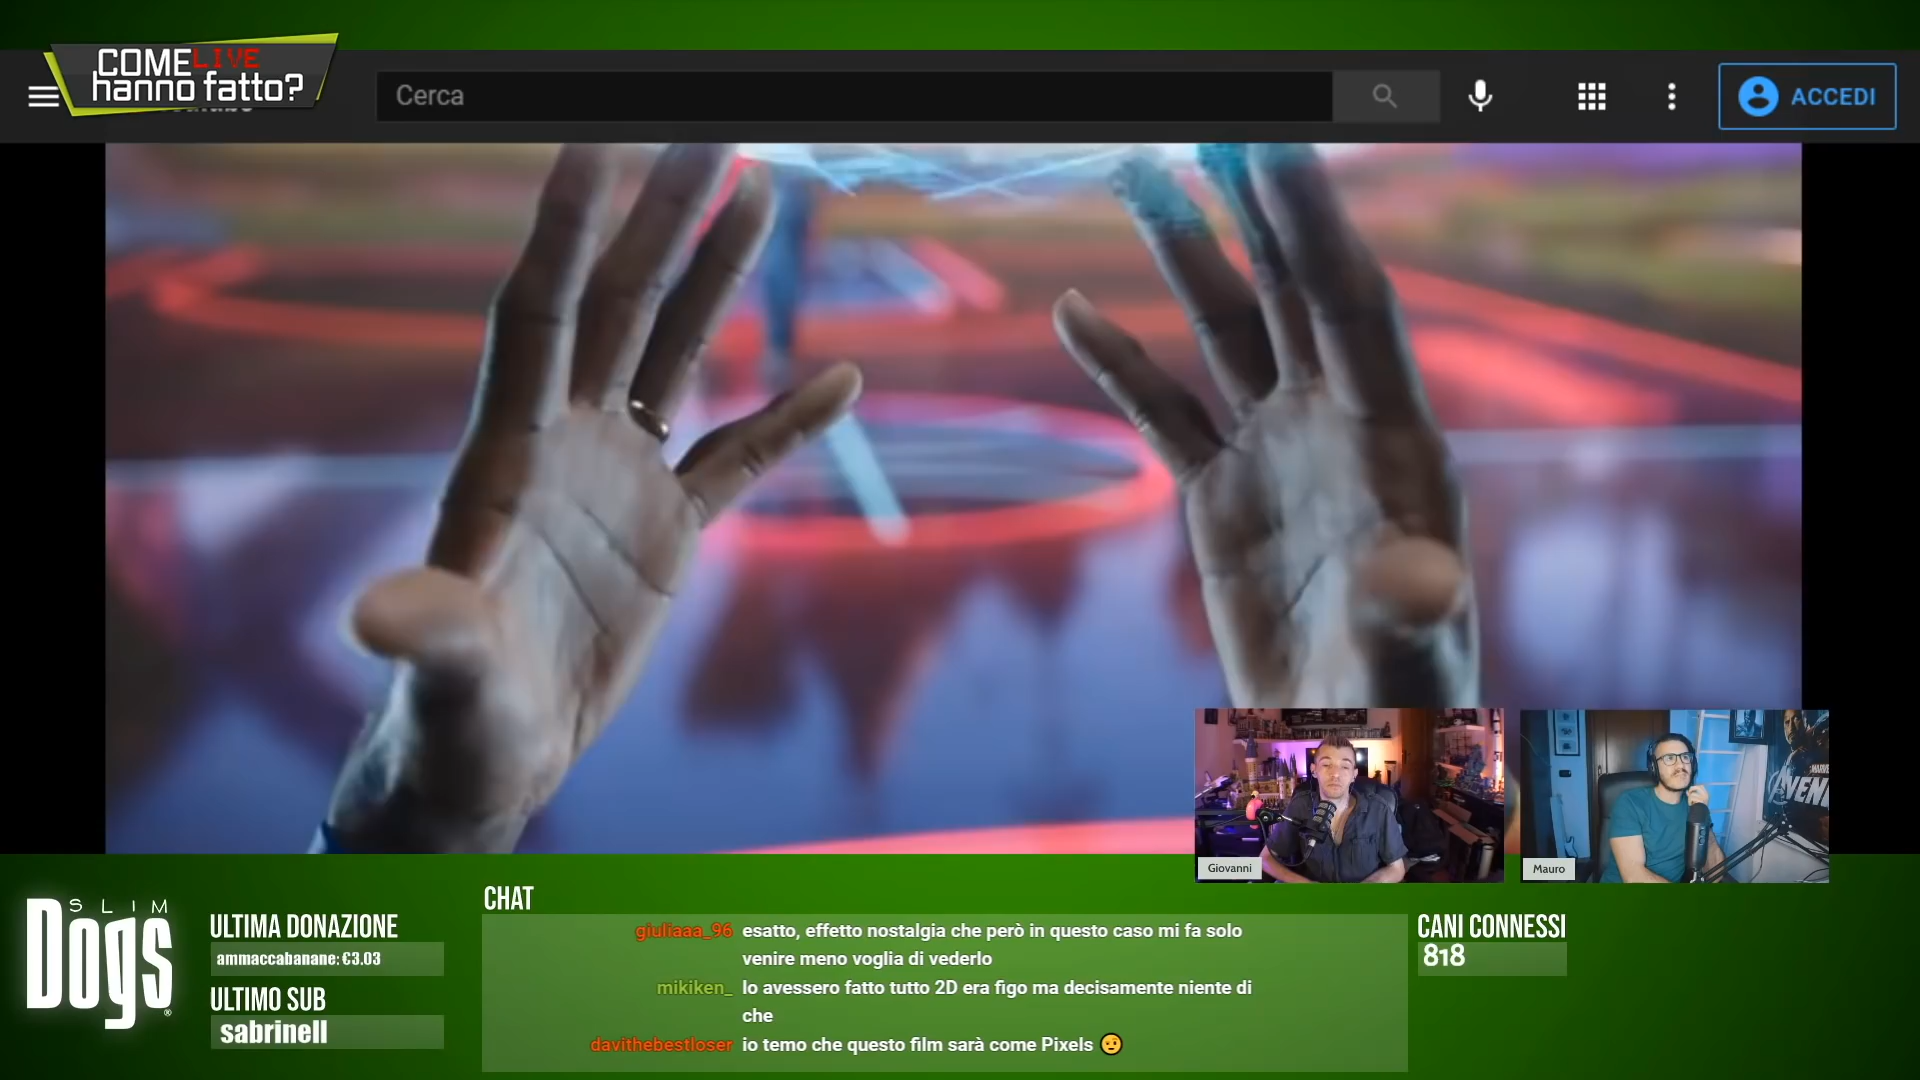 COME LIVE
hanno fatto?
Cerca
ACCEDI
MARVEL
AVEN
Giovanni
Mauro
SLIM
Dogs®
ULTIMA DONAZIONE
ammaccabanane: €3.03
ULTIMO SUB
sabrinell
CHAT
giuliaaa_96 esatto, effetto nostalgia che però in questo caso mi fa solo
venire meno voglia di vederlo
mikiken_ lo avessero fatto tutto 2D era figo ma decisamente niente di
che
davithebestloser io temo che questo film sarà come Pixels 😏
CANI CONNESSI
818